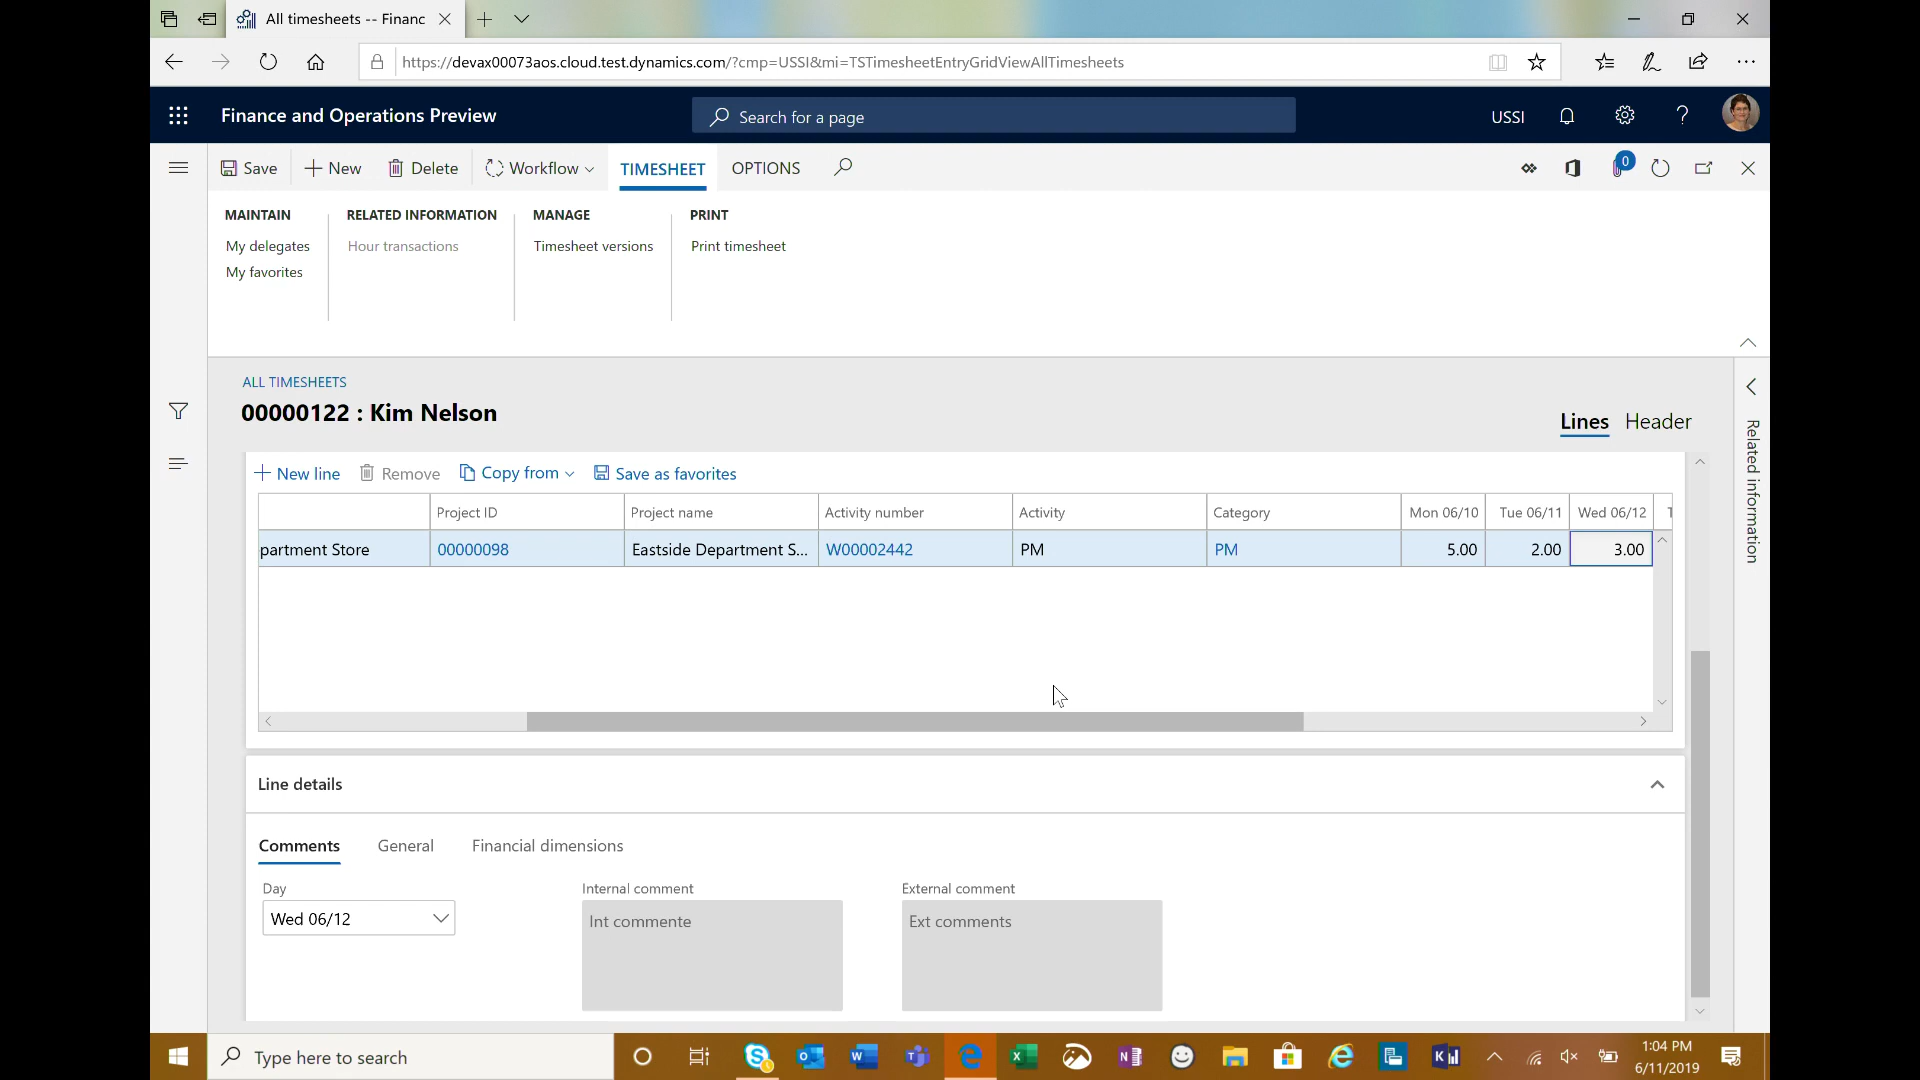 All timesheets -- Financ
https://devax00073aos.cloud.test.dynamics.com/?cmp=USSI&mi=TSTimesheetEntryGridViewAllTimesheets
Finance and Operations Preview
Search for a page
USSI
Save
New
Delete
Workflow
TIMESHEET
OPTIONS
0
MAINTAIN
RELATED INFORMATION
MANAGE
PRINT
My delegates
Hour transactions
Timesheet versions
Print timesheet
My favorites
ALL TIMESHEETS
00000122 : Kim Nelson
Lines
Header
Related information
New line
Remove
Copy from
Save as favorites
Project ID
Project name
Activity number
Activity
Category
Mon 06/10
Tue 06/11
Wed 06/12
partment Store
00000098
Eastside Department S...
W00002442
PM
PM
5.00
2.00
3.00
Line details
Comments
General
Financial dimensions
Day
Internal comment
External comment
Wed 06/12
Int commente
Ext comments
Type here to search
1:04 PM
6/11/2019